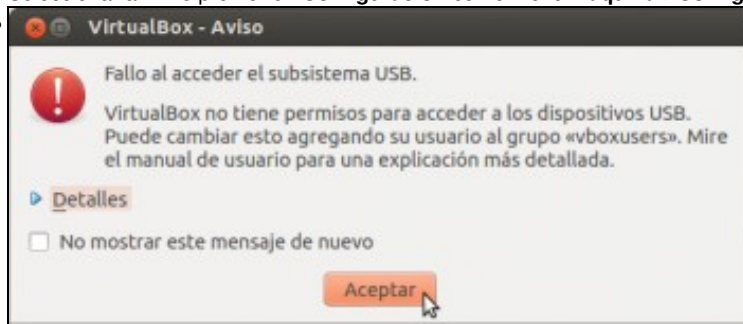 VirtualBox - Aviso
Fallo al acceder el subsistema USB.
VirtualBox no tiene permisos para acceder a los dispositivos USB.
Puede cambiar esto agregando su usuario al grupo «vboxusers». Mire
el manual de usuario para una explicación más detallada.
Detalles
No mostrar este mensaje de nuevo
Aceptar